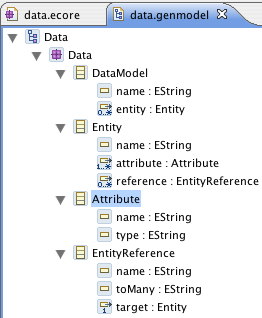 data.ecore data.genmodel
Data
Data
DataModel
name : EString
entity : Entity
Entity
name : EString
attribute : Attribute
reference : EntityReference
Attribute
name : EString
type : EString
EntityReference
name : EString
toMany : EString
target : Entity